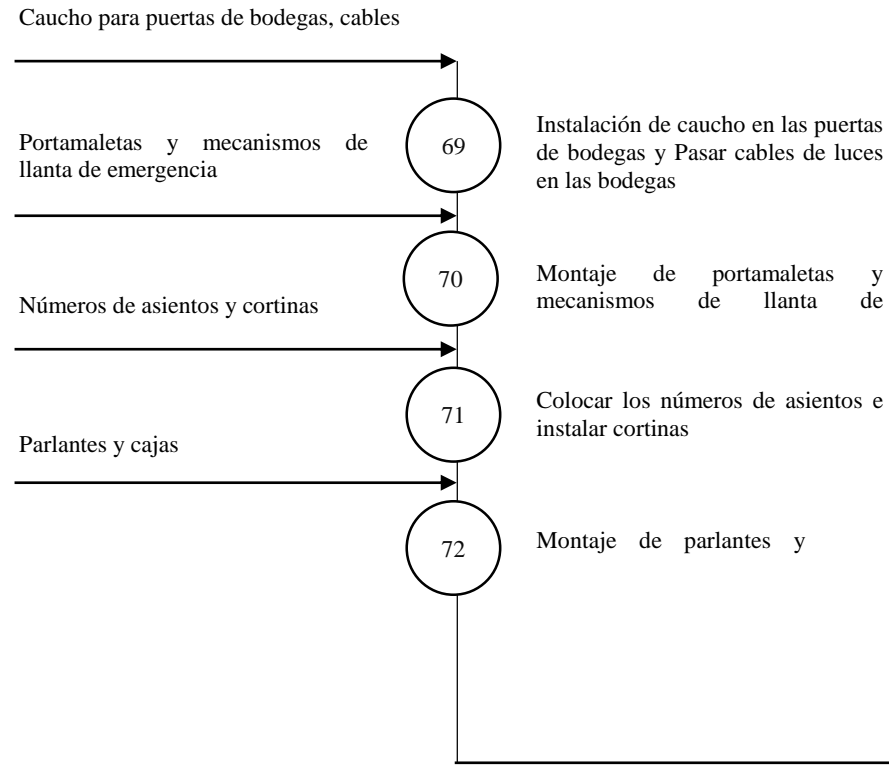 Caucho para puertas de bodegas, cables
69
Instalación de caucho en las puertas
de bodegas y Pasar cables de luces
en las bodegas
Portamaletas y mecanismos de
llanta de emergencia
70
Montaje de portamaletas y
mecanismos de llanta de
Números de asientos y cortinas
71
Colocar los números de asientos e
instalar cortinas
Parlantes y cajas
72
Montaje de parlantes y